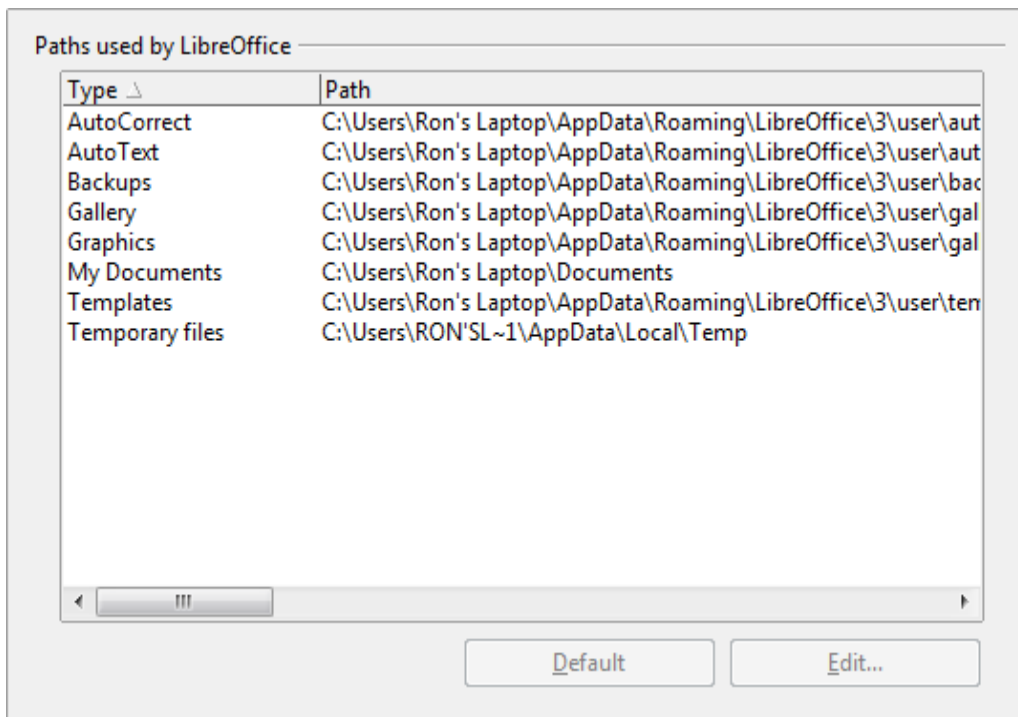 Paths used by LibreOffice
Type Path
AutoCorrect C:\Users\Ron's Laptop\AppData\Roaming\LibreOffice\3\user\aut
AutoText C:\Users\Ron's Laptop\AppData\Roaming\LibreOffice\3\user\aut
Backups C:\Users\Ron's Laptop\AppData\Roaming\LibreOffice\3\user\bac
Gallery C:\Users\Ron's Laptop\AppData\Roaming\LibreOffice\3\user\gal
Graphics C:\Users\Ron's Laptop\AppData\Roaming\LibreOffice\3\user\gal
My Documents C:\Users\Ron's Laptop\Documents
Templates C:\Users\Ron's Laptop\AppData\Roaming\LibreOffice\3\user\tem
Temporary files C:\Users\RON'SL~1\AppData\Local\Temp
Default Edit...